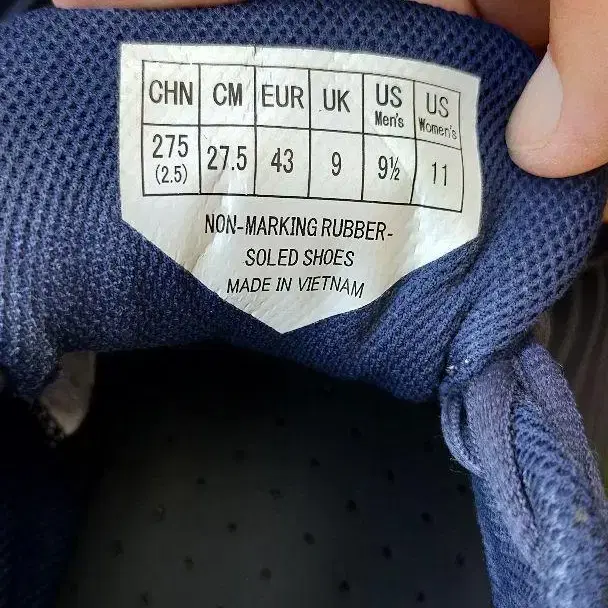 CHN CM EUR UK US Men's US Women's
275 (2.5) 27.5 43 9 9½ 11
NON-MARKING RUBBER-
SOLED SHOES
MADE IN VIETNAM